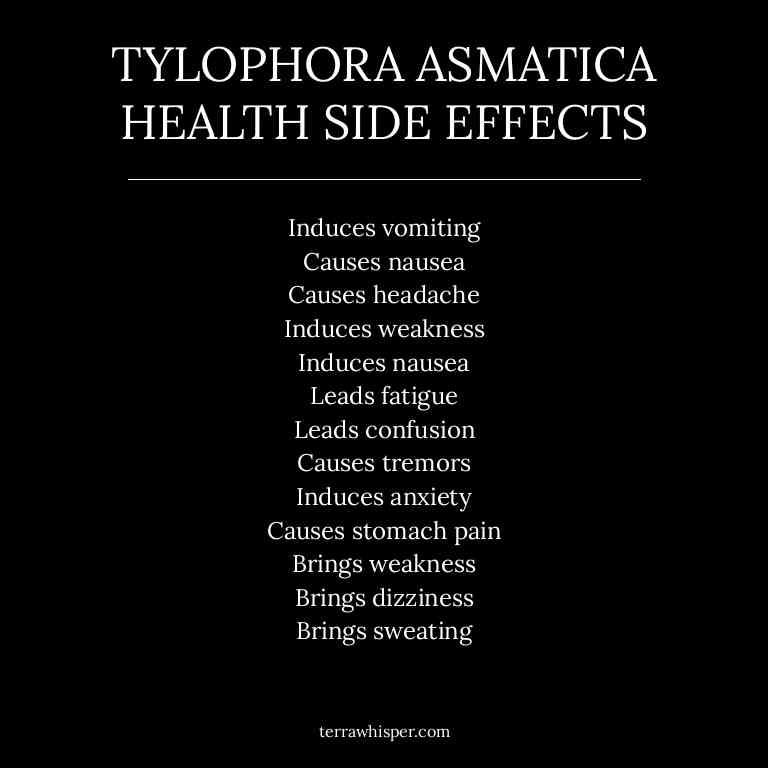 TYLOPHORA ASMATICA
HEALTH SIDE EFFECTS
Induces vomiting
Causes nausea
Causes headache
Induces weakness
Induces nausea
Leads fatigue
Leads confusion
Causes tremors
Induces anxiety
Causes stomach pain
Brings weakness
Brings dizziness
Brings sweating
terrawhisper.com